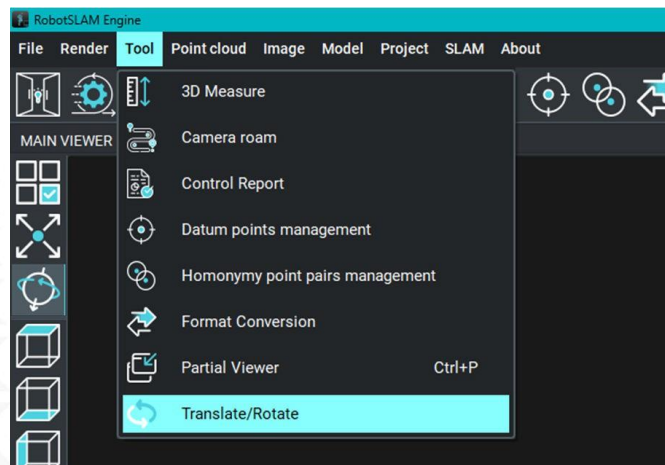 RobotSLAM Engine
File Render Tool Point cloud Image Model Project SLAM About
3D Measure
MAIN VIEWER
Camera roam
Control Report
Datum points management
Homonymy point pairs management
Format Conversion
Partial Viewer Ctrl+P
Translate/Rotate